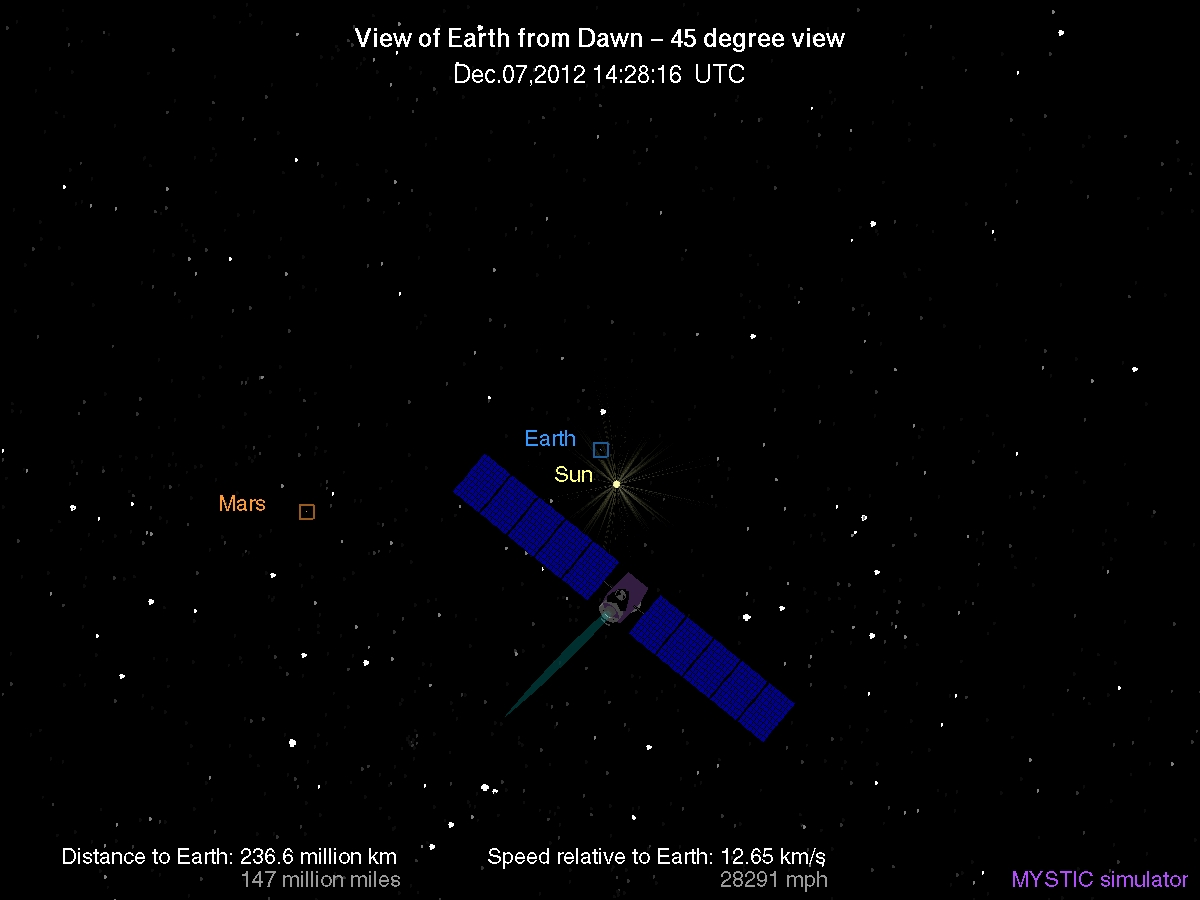 View of Earth from Dawn – 45 degree view
Dec.07,2012 14:28:16 UTC
Earth
Sun
Mars
Distance to Earth: 236.6 million km
147 million miles
Speed relative to Earth: 12.65 km/s
28291 mph
MYSTIC simulator